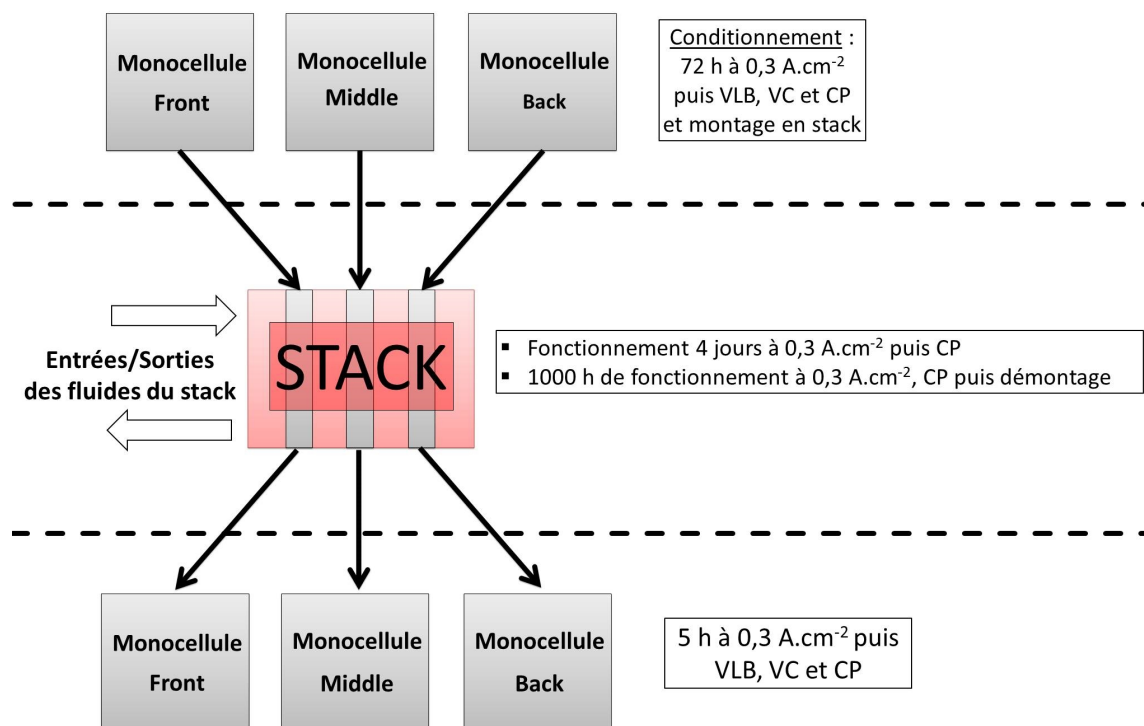 Monocellule
Front
Monocellule
Middle
Monocellule
Back
Conditionnement :
72 h à 0,3 A.cm⁻²
puis VLB, VC et CP
et montage en stack
Entrées/Sorties
des fluides du stack
STACK
▪ Fonctionnement 4 jours à 0,3 A.cm⁻² puis CP
▪ 1000 h de fonctionnement à 0,3 A.cm⁻², CP puis démontage
Monocellule
Front
Monocellule
Middle
Monocellule
Back
5 h à 0,3 A.cm⁻² puis
VLB, VC et CP